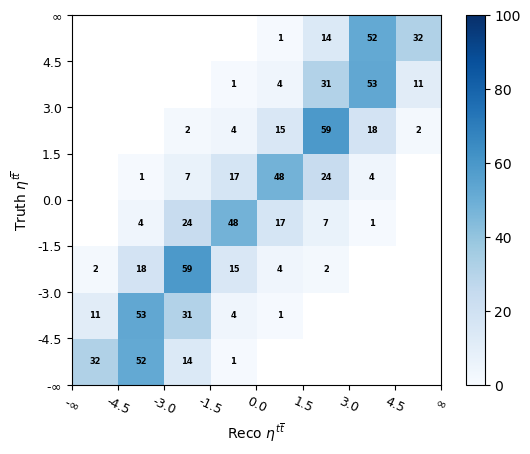 ∞ 1 14 52 32 100
4.5 1 4 31 53 11
3.0 2 4 15 59 18 2 80
1.5 1 7 17 48 24 4 60
0.0 4 24 48 17 7 1
-1.5 2 18 59 15 4 2 40
-3.0 11 53 31 4 1 20
-4.5 32 52 14 1
-∞ 0
Truth η^{tt̅}
-∞ -4.5 -3.0 -1.5 0.0 1.5 3.0 4.5 ∞
Reco η^{tt̅}